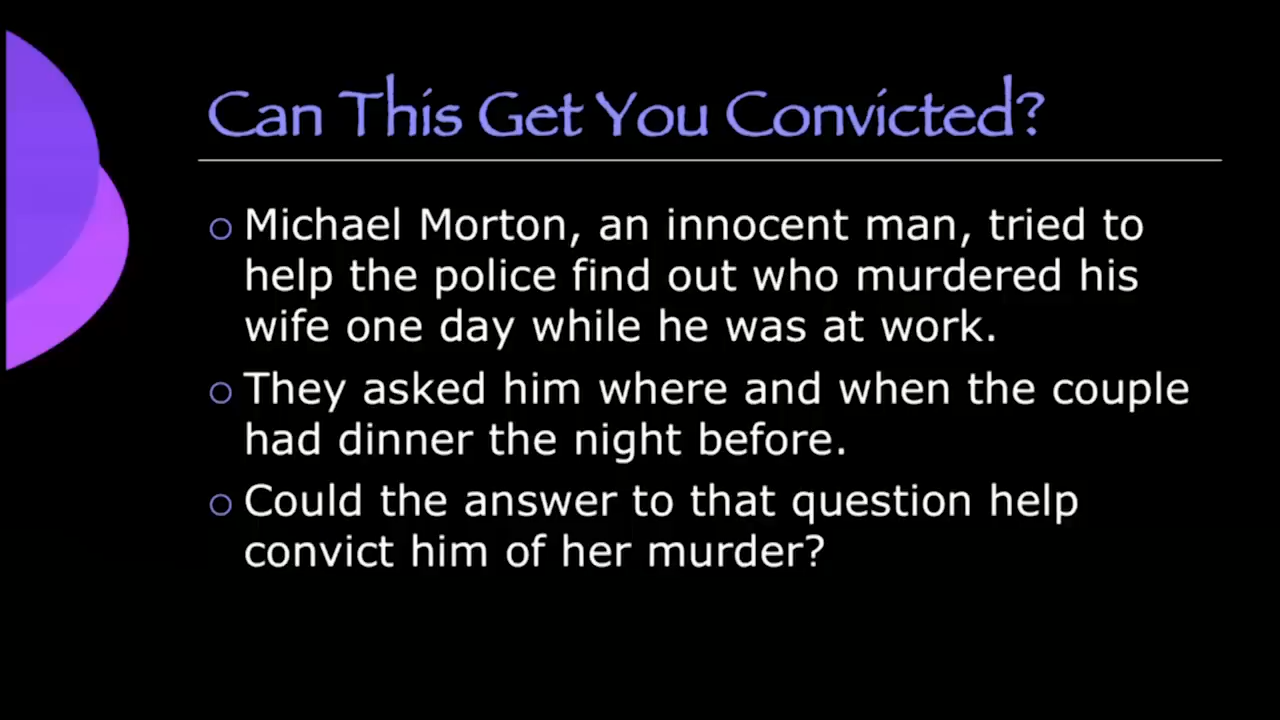 Can This Get You Convicted?
Michael Morton, an innocent man, tried to
help the police find out who murdered his
wife one day while he was at work.
They asked him where and when the couple
had dinner the night before.
Could the answer to that question help
convict him of her murder?